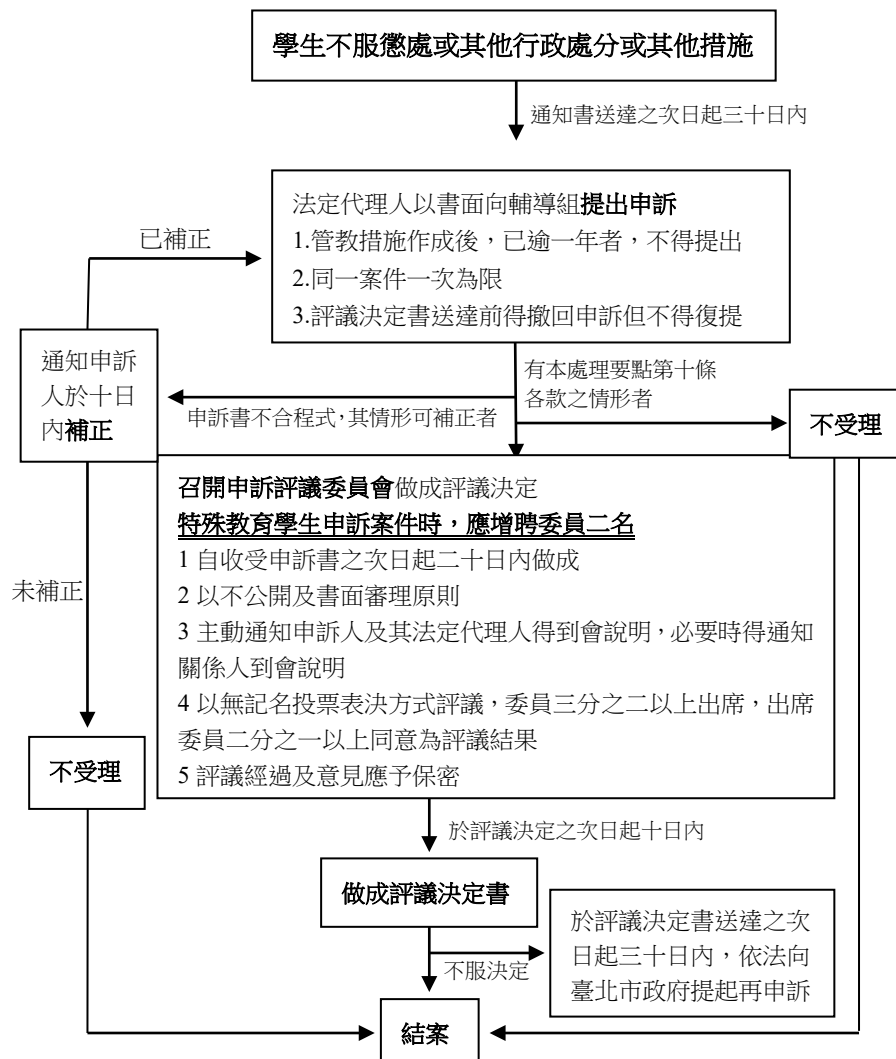 學生不服懲處或其他行政處分或其他措施
通知書送達之次日起三十日內
法定代理人以書面向輔導組提出申訴
1.管教措施作成後，已逾一年者，不得提出
2.同一案件一次為限
3.評議決定書送達前得撤回申訴但不得復提
已補正
通知申訴
人於十日
內補正
有本處理要點第十條
各款之情形者
申訴書不合程式，其情形可補正者
不受理
召開申訴評議委員會做成評議決定
特殊教育學生申訴案件時，應增聘委員二名
1 自收受申訴書之次日起二十日內做成
2 以不公開及書面審理原則
3 主動通知申訴人及其法定代理人得到會說明，必要時得通知
關係人到會說明
4 以無記名投票表決方式評議，委員三分之二以上出席，出席
委員二分之一以上同意為評議結果
5 評議經過及意見應予保密
未補正
不受理
於評議決定之次日起十日內
做成評議決定書
不服決定
於評議決定書送達之次
日起三十日內，依法向
臺北市政府提起再申訴
結案